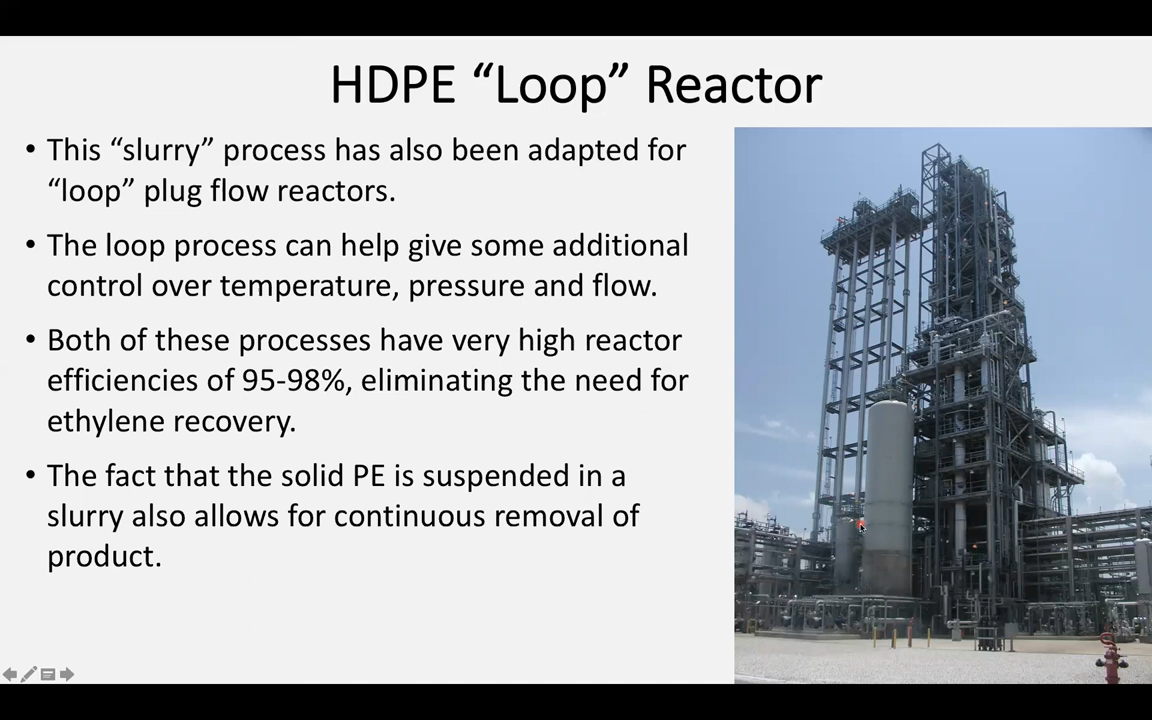 HDPE “Loop” Reactor
• This “slurry” process has also been adapted for
“loop” plug flow reactors.
• The loop process can help give some additional
control over temperature, pressure and flow.
• Both of these processes have very high reactor
efficiencies of 95-98%, eliminating the need for
ethylene recovery.
• The fact that the solid PE is suspended in a
slurry also allows for continuous removal of
product.